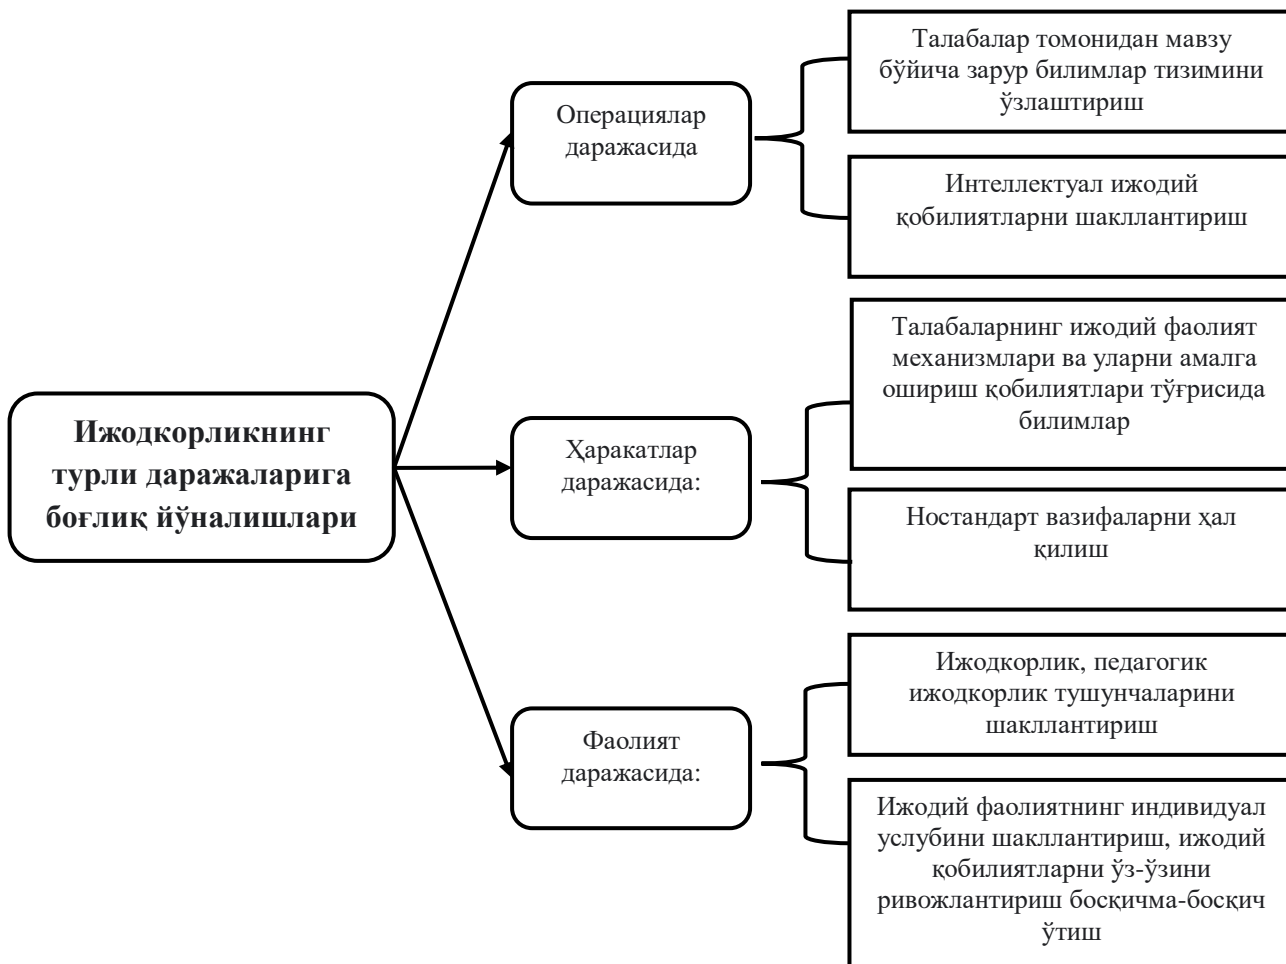 Ижодкорликнинг
турли даражаларига
боғлиқ йўналишлари
Операциялар
даражасида
Талабалар томонидан мавзу
бўйича зарур билимлар тизимини
ўзлаштириш
Интеллектуал ижодий
қобилиятларни шакллантириш
Ҳаракатлар
даражасида:
Талабаларнинг ижодий фаолият
механизмлари ва уларни амалга
ошириш қобилиятлари тўғрисида
билимлар
Ностандарт вазифаларни ҳал
қилиш
Фаолият
даражасида:
Ижодкорлик, педагогик
ижодкорлик тушунчаларини
шакллантириш
Ижодий фаолиятнинг индивидуал
услубини шакллантириш, ижодий
қобилиятларни ўз-ўзини
ривожлантириш босқичма-босқич
ўтиш